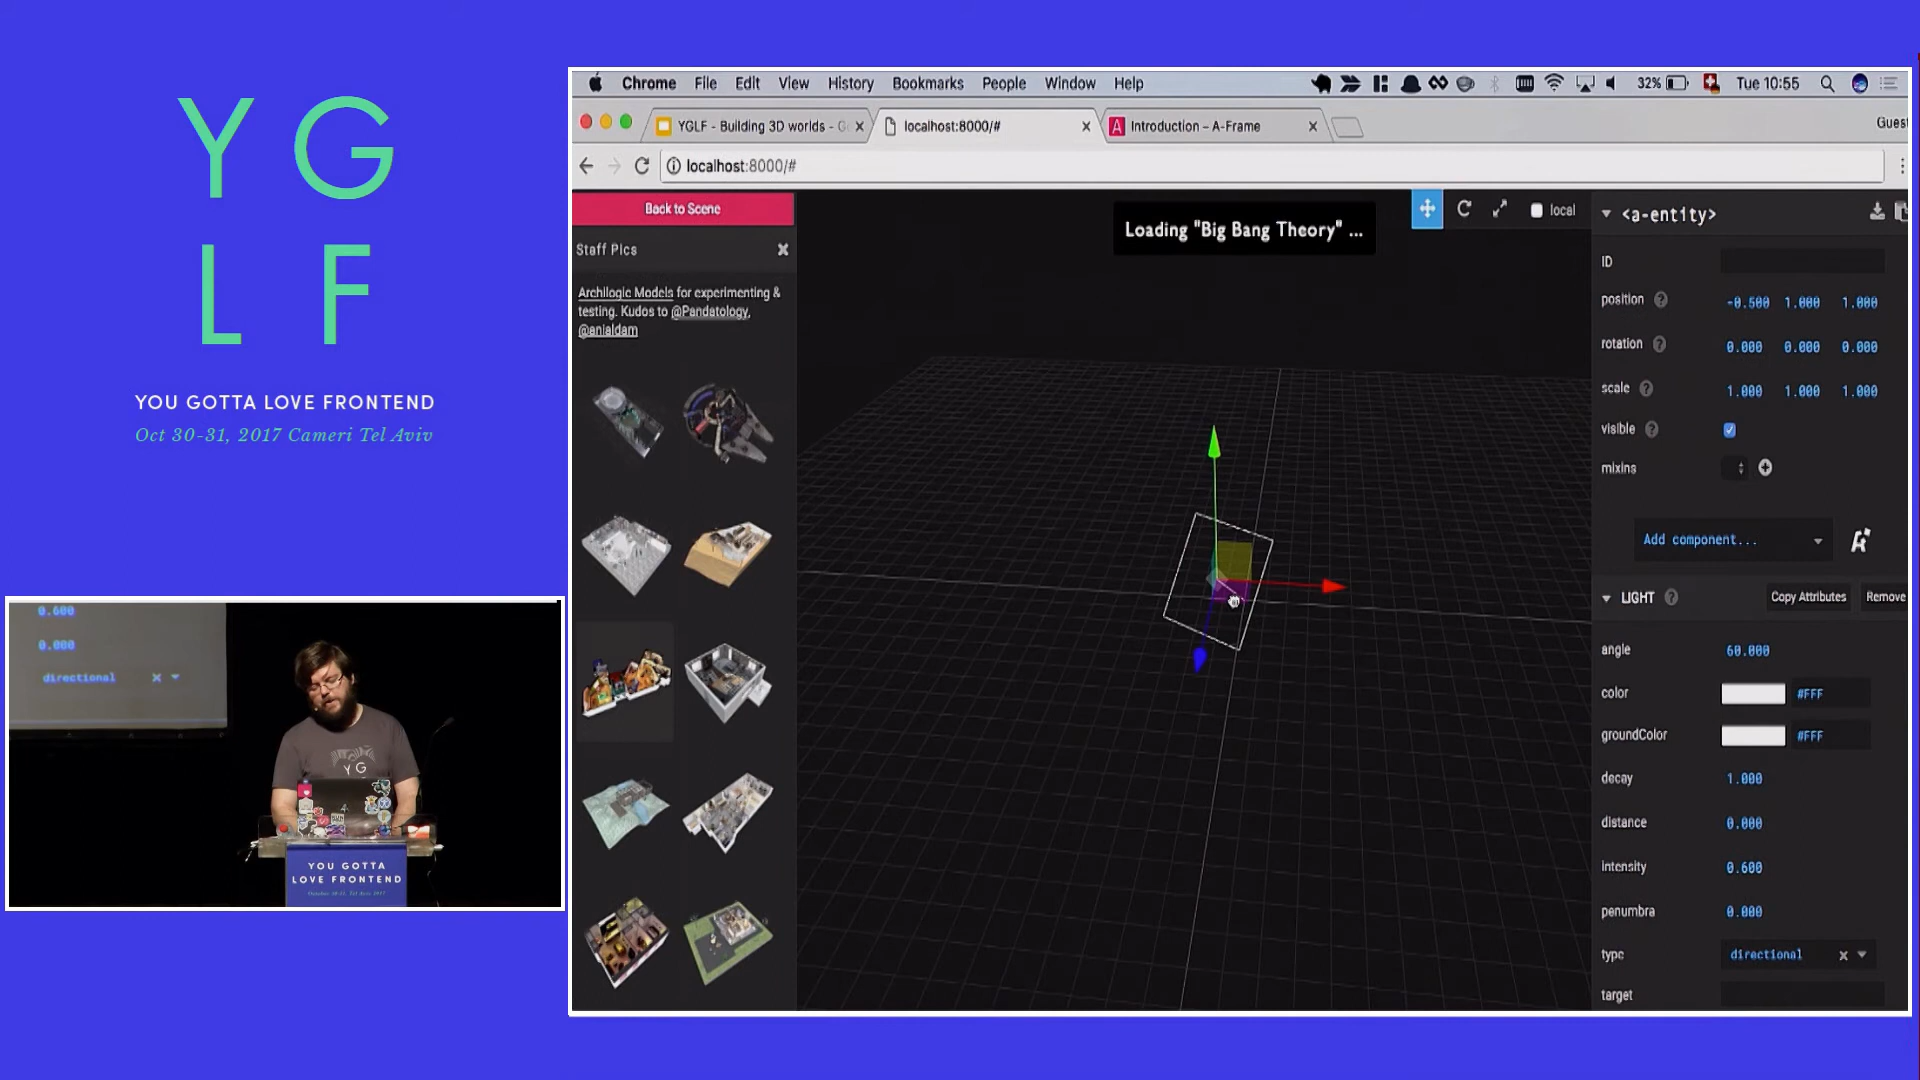 Y G
L F
YOU GOTTA LOVE FRONTEND
Oct 30-31, 2017 Cameri Tel Aviv
0.600
0.000
directional
Y G
YOU GOTTA
LOVE FRONTEND
Chrome File Edit View History Bookmarks People Window Help 32% Tue 10:55
YGLF - Building 3D worlds - localhost:8000/# Introduction – A-Frame Guest
localhost:8000/#
Back to Scene
Staff Pics
Archilogic Models for experimenting &
testing. Kudos to @Pandatology,
@anialdam
Loading "Big Bang Theory" ...
local
<a-entity>
ID
position -0.500 1.000 1.000
rotation 0.000 0.000 0.000
scale 1.000 1.000 1.000
visible
mixins
Add component...
LIGHT Copy Attributes Remove
angle 60.000
color #FFF
groundColor #FFF
decay 1.000
distance 0.000
intensity 0.600
penumbra 0.000
type directional
target